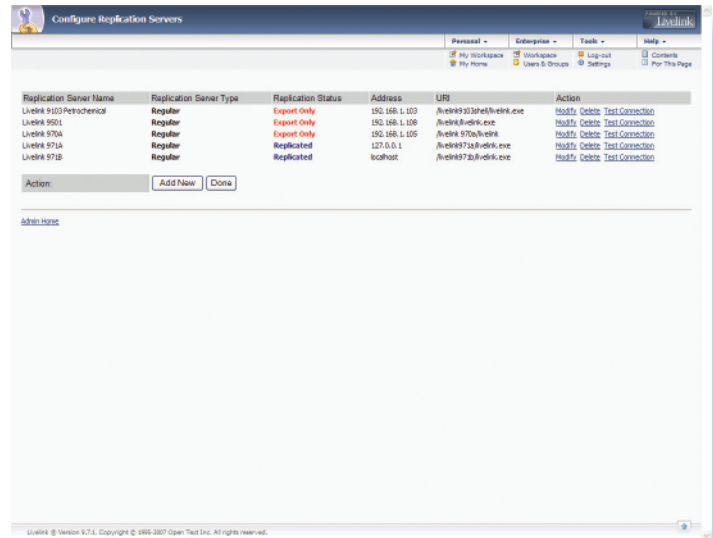 Configure Replication Servers
POWERED BY Livelink
Personal Enterprise Tools Help
My Workspace Workspace Log-out Contents
My Home Users & Groups Settings For This Page
Replication Server Name Replication Server Type Replication Status Address URI Action
Livelink 9103 Petrochemical Regular Export Only 192.168.1.103 /livelink9103shell/livelink.exe Modify Delete Test Connection
Livelink 9501 Regular Export Only 192.168.1.108 /livelink/livelink.exe Modify Delete Test Connection
Livelink 970A Regular Export Only 192.168.1.105 /livelink 970a/livelink Modify Delete Test Connection
Livelink 971A Regular Replicated 127.0.0.1 /livelink971a/livelink.exe Modify Delete Test Connection
Livelink 971B Regular Replicated localhost /livelink971b/livelink.exe Modify Delete Test Connection
Action: Add New Done
Admin Home
Livelink ® Version 9.7.1, Copyright © 1995-2007 Open Text Inc. All rights reserved.